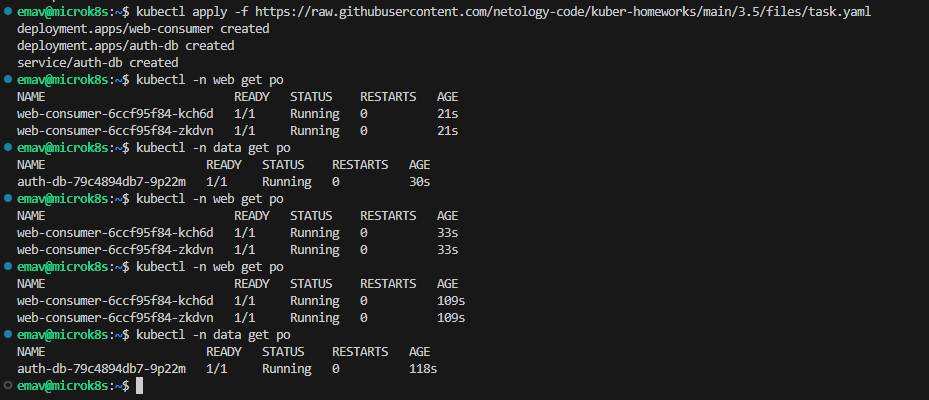 emav@microk8s:~$ kubectl apply -f https://raw.githubusercontent.com/netology-code/kuber-homeworks/main/3.5/files/task.yaml
deployment.apps/web-consumer created
deployment.apps/auth-db created
service/auth-db created
emav@microk8s:~$ kubectl -n web get po
NAME READY STATUS RESTARTS AGE
web-consumer-6ccf95f84-kch6d 1/1 Running 0 21s
web-consumer-6ccf95f84-zkdvn 1/1 Running 0 21s
emav@microk8s:~$ kubectl -n data get po
NAME READY STATUS RESTARTS AGE
auth-db-79c4894db7-9p22m 1/1 Running 0 30s
emav@microk8s:~$ kubectl -n web get po
NAME READY STATUS RESTARTS AGE
web-consumer-6ccf95f84-kch6d 1/1 Running 0 33s
web-consumer-6ccf95f84-zkdvn 1/1 Running 0 33s
emav@microk8s:~$ kubectl -n web get po
NAME READY STATUS RESTARTS AGE
web-consumer-6ccf95f84-kch6d 1/1 Running 0 109s
web-consumer-6ccf95f84-zkdvn 1/1 Running 0 109s
emav@microk8s:~$ kubectl -n data get po
NAME READY STATUS RESTARTS AGE
auth-db-79c4894db7-9p22m 1/1 Running 0 118s
emav@microk8s:~$